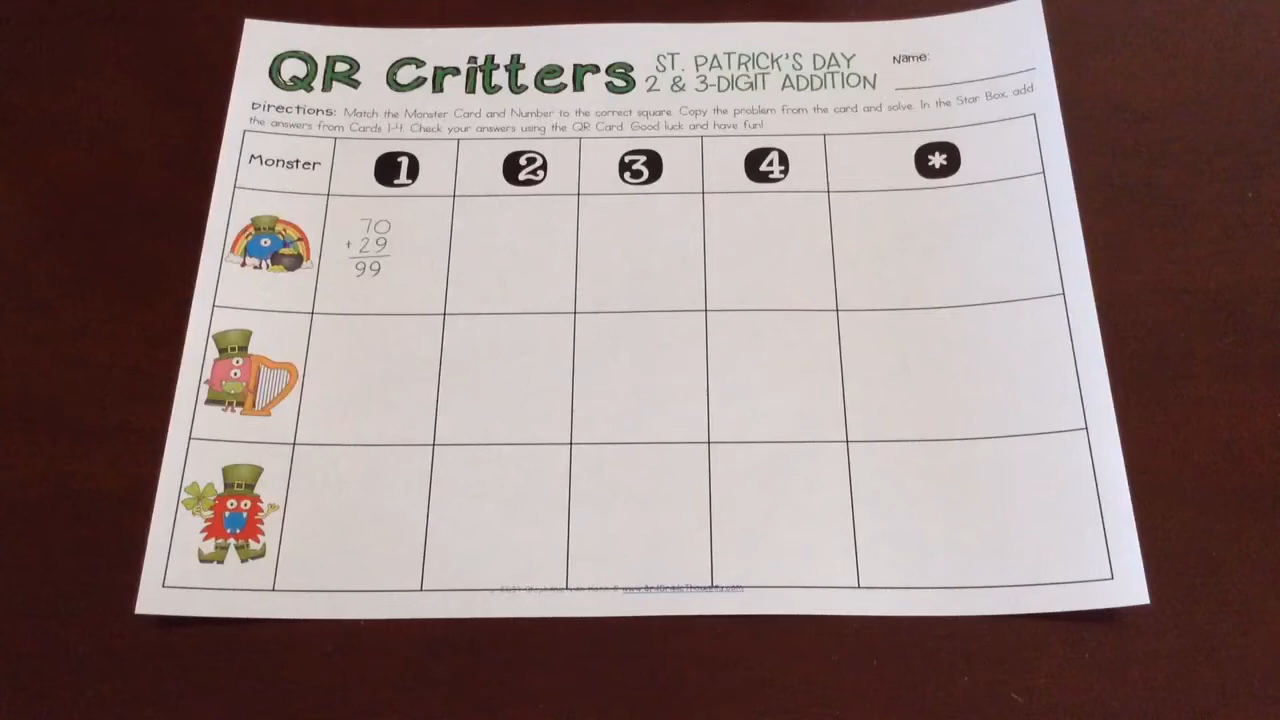 QR Critters
ST. PATRICK'S DAY
2 & 3-DIGIT ADDITION
Name:
Directions: Match the Monster Card and Number to the correct square. Copy the problem from the card and solve. In the Star Box, add
the answers from Cards 1-4. Check your answers using the QR Card. Good luck and have fun!
Monster 1 2 3 4 *
70
+ 29
99